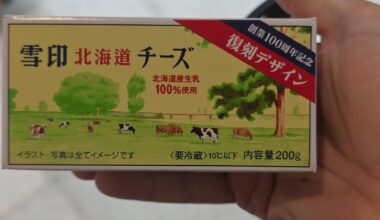 創業100周年記念
復刻デザイン
雪印 北海道 チーズ
北海道産生乳
100%使用
イラスト・写真は全てイメージです 〈要冷蔵〉10℃以下 内容量200g